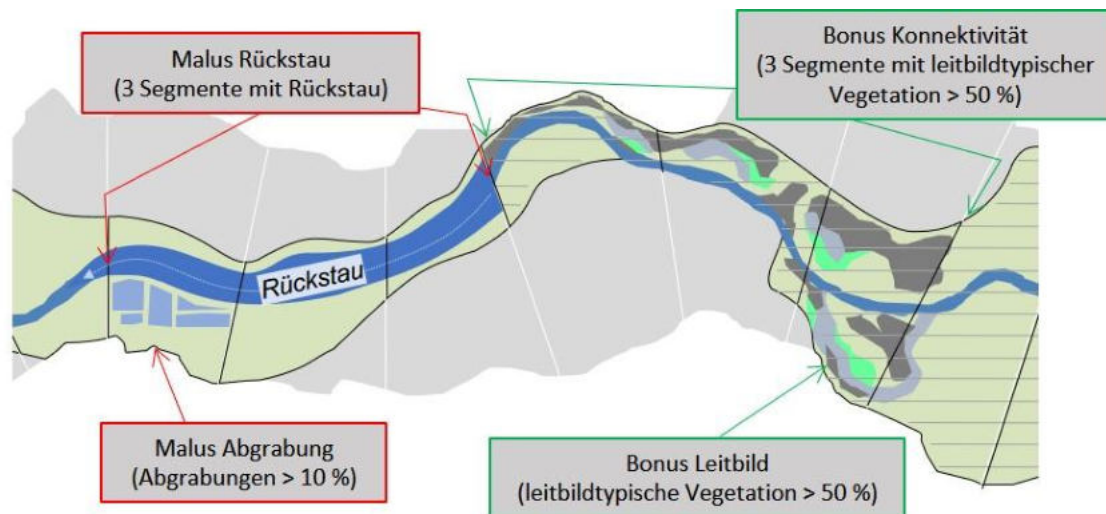 Malus Rückstau
(3 Segmente mit Rückstau)
Bonus Konnektivität
(3 Segmente mit leitbildtypischer
Vegetation > 50 %)
Rückstau
Malus Abgrabung
(Abgrabungen > 10 %)
Bonus Leitbild
(leitbildtypische Vegetation > 50 %)